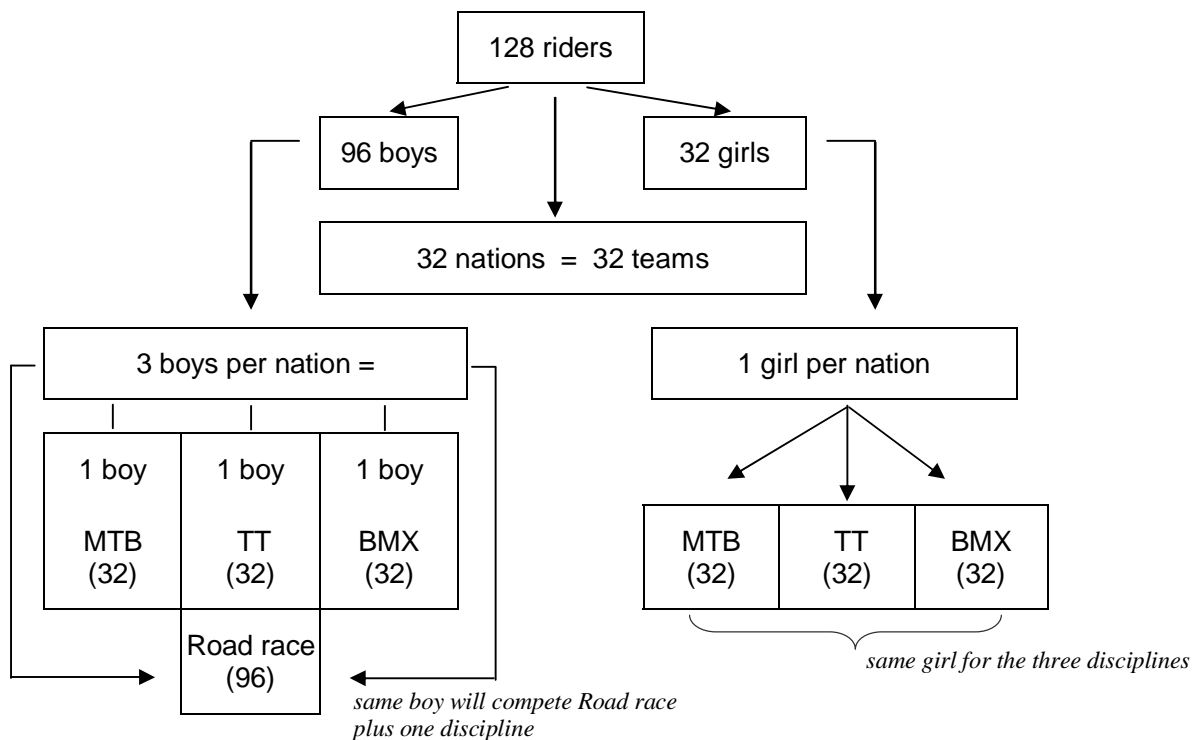 128 riders
96 boys
32 girls
32 nations = 32 teams
3 boys per nation =
1 girl per nation
1 boy
1 boy
1 boy
MTB
(32)
TT
(32)
BMX
(32)
MTB
(32)
TT
(32)
BMX
(32)
Road race
(96)
same girl for the three disciplines
same boy will compete Road race
plus one discipline